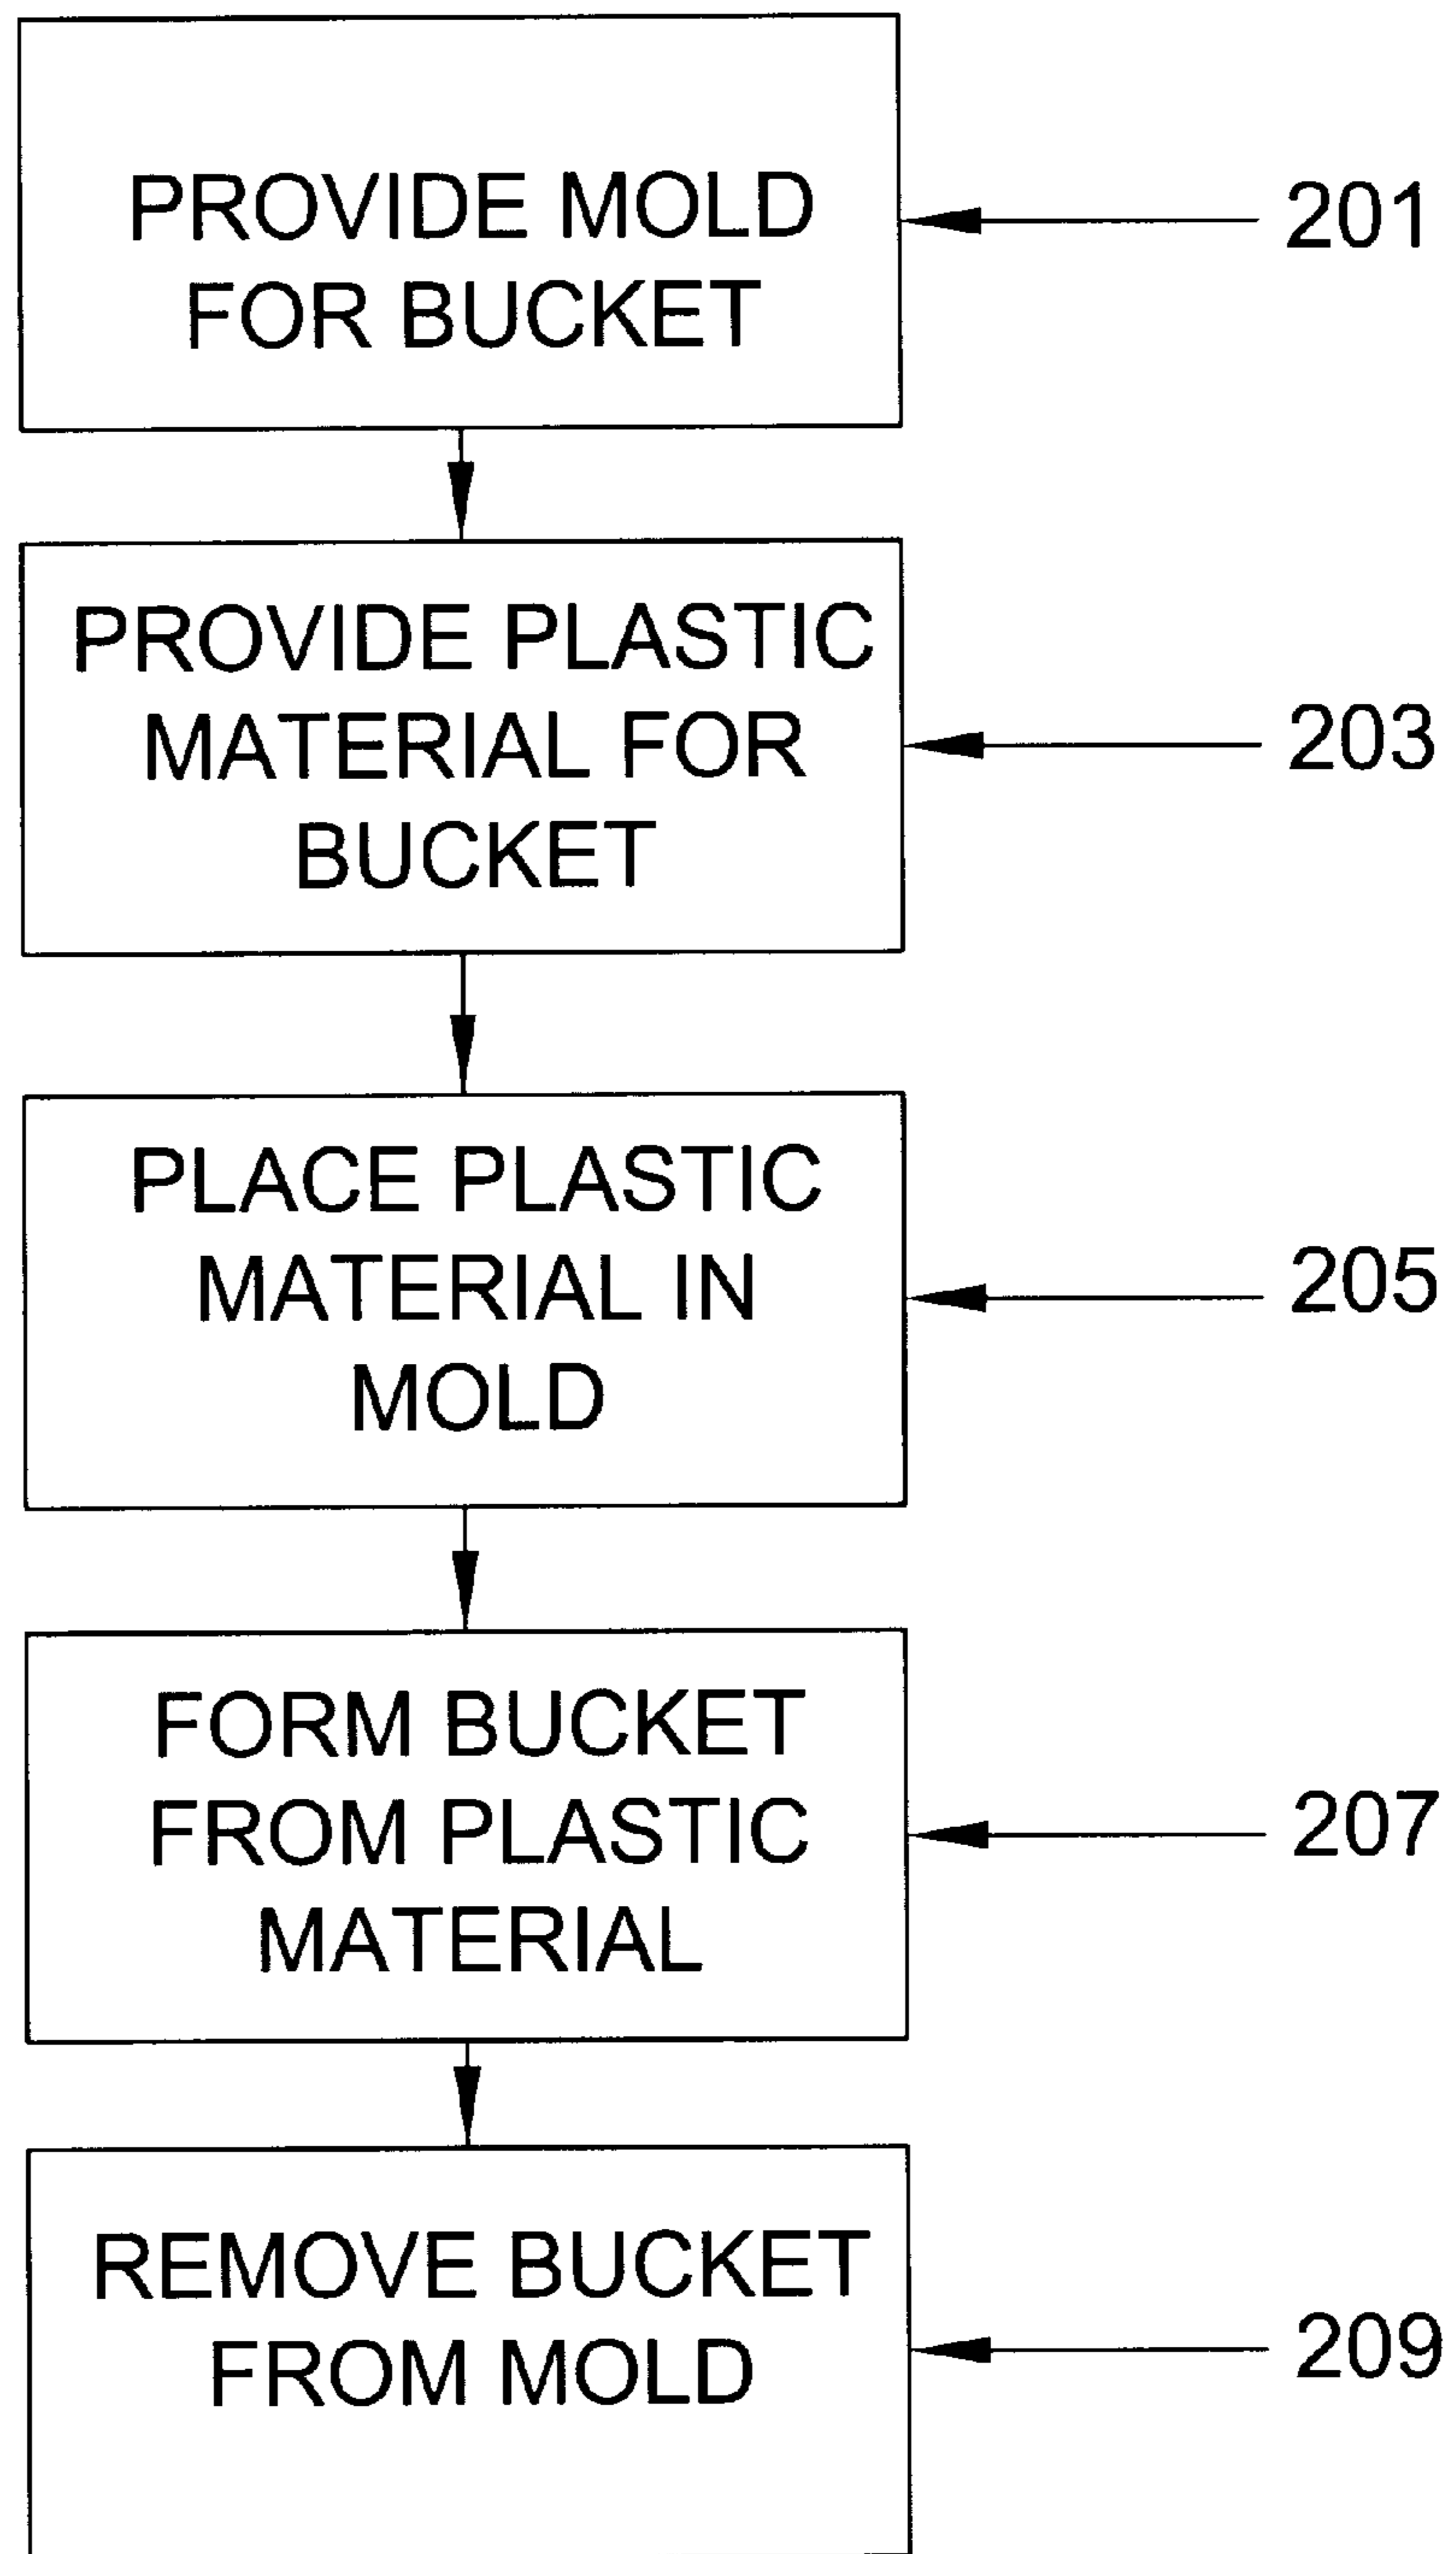 PROVIDE MOLD
FOR BUCKET
201
PROVIDE PLASTIC
MATERIAL FOR
BUCKET
203
PLACE PLASTIC
MATERIAL IN
MOLD
205
FORM BUCKET
FROM PLASTIC
MATERIAL
207
REMOVE BUCKET
FROM MOLD
209